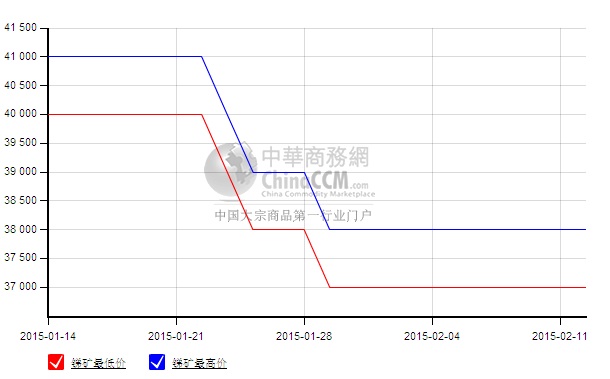 41 500
41 000
40 500
40 000
39 500
39 000
38 500
38 000
37 500
37 000
中華商務網
ChinaCCM.com
China Commodity Marketplace
中国大宗商品第一行业门户
2015-01-14 2015-01-21 2015-01-28 2015-02-04 2015-02-11
锑矿最低价 锑矿最高价